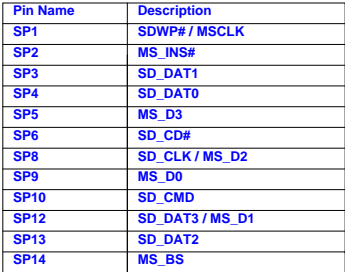 Pin Name Description
SP1 SDWP# / MSCLK
SP2 MS_INS#
SP3 SD_DAT1
SP4 SD_DAT0
SP5 MS_D3
SP6 SD_CD#
SP8 SD_CLK / MS_D2
SP9 MS_D0
SP10 SD_CMD
SP12 SD_DAT3 / MS_D1
SP13 SD_DAT2
SP14 MS_BS